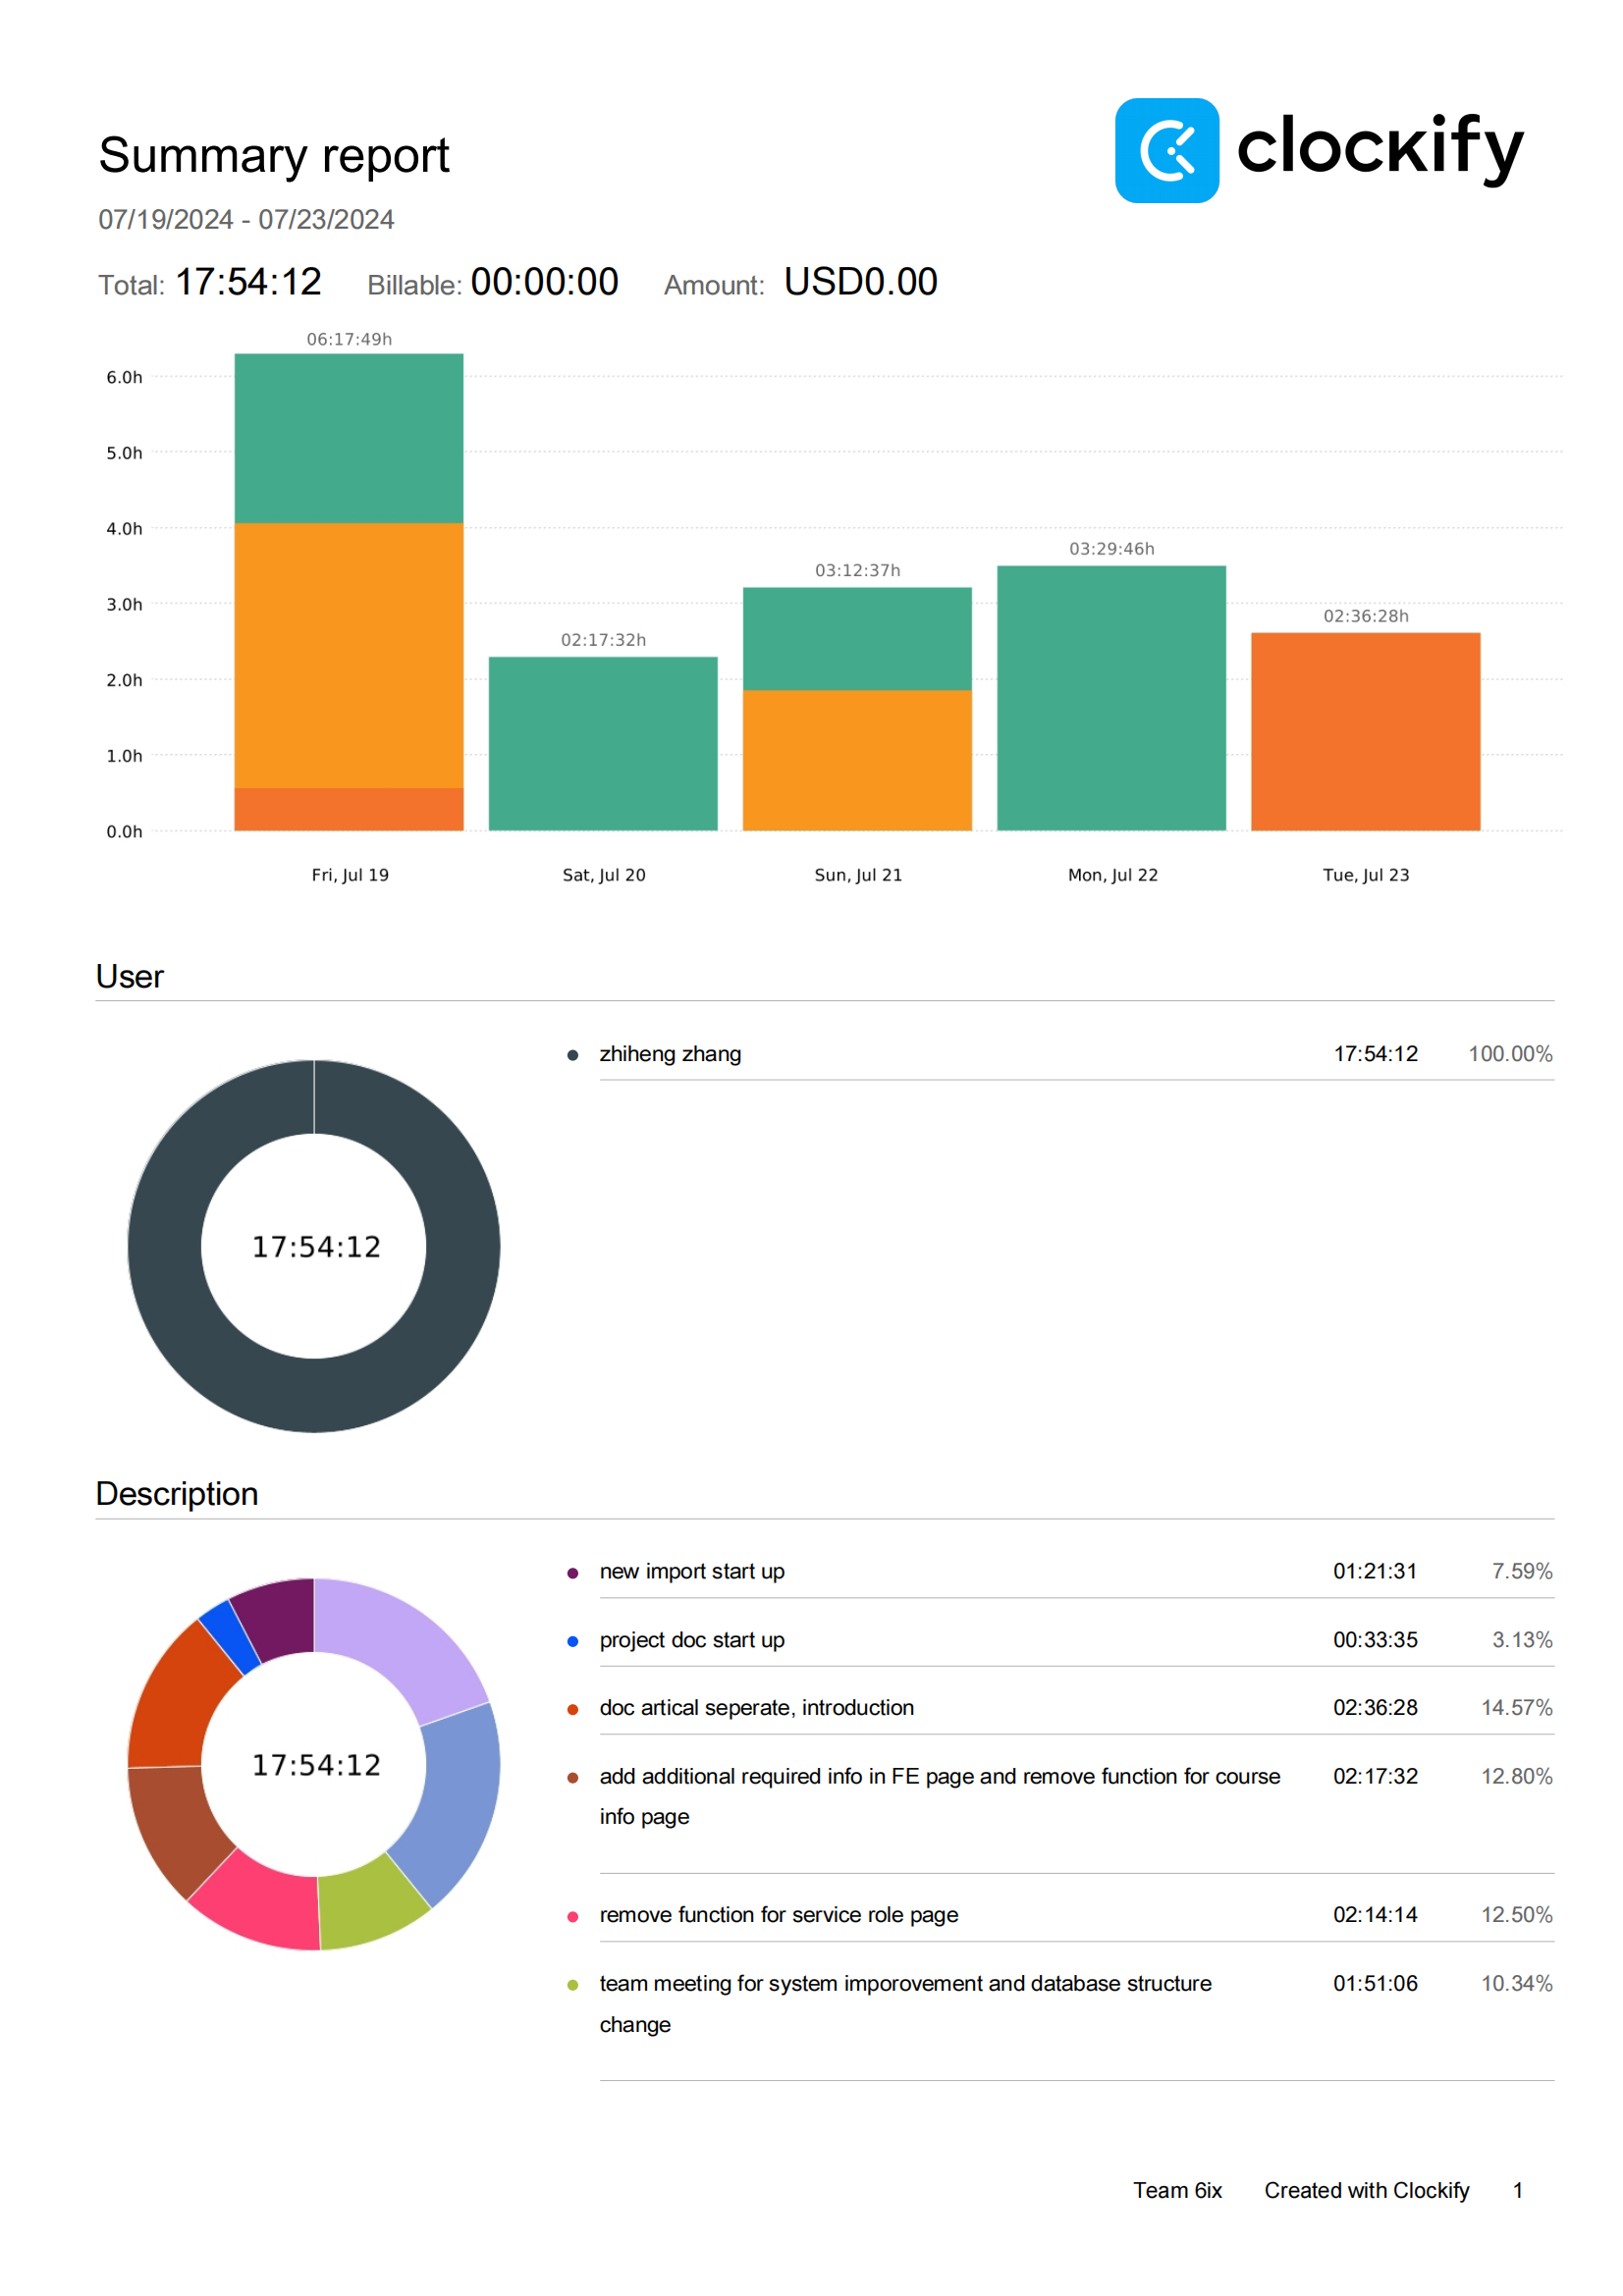 Summary report
clockify
07/19/2024 - 07/23/2024
Total: 17:54:12 Billable: 00:00:00 Amount: USD0.00
06:17:49h
6.0h
5.0h
4.0h
03:29:46h
03:12:37h
3.0h
02:36:28h
02:17:32h
2.0h
1.0h
0.0h
Fri, Jul 19 Sat, Jul 20 Sun, Jul 21 Mon, Jul 22 Tue, Jul 23
User
zhiheng zhang 17:54:12 100.00%
17:54:12
Description
new import start up 01:21:31 7.59%
project doc start up 00:33:35 3.13%
doc artical seperate, introduction 02:36:28 14.57%
17:54:12
add additional required info in FE page and remove function for course 02:17:32 12.80%
info page
remove function for service role page 02:14:14 12.50%
team meeting for system imporovement and database structure 01:51:06 10.34%
change
Team 6ix Created with Clockify 1